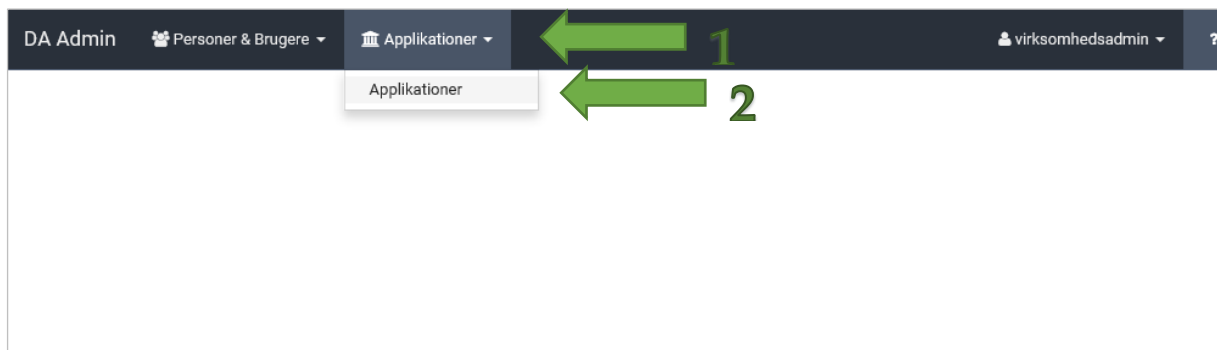 DA Admin Personer & Brugere Applikationer 1 virksomhedsadmin ?
Applikationer 2